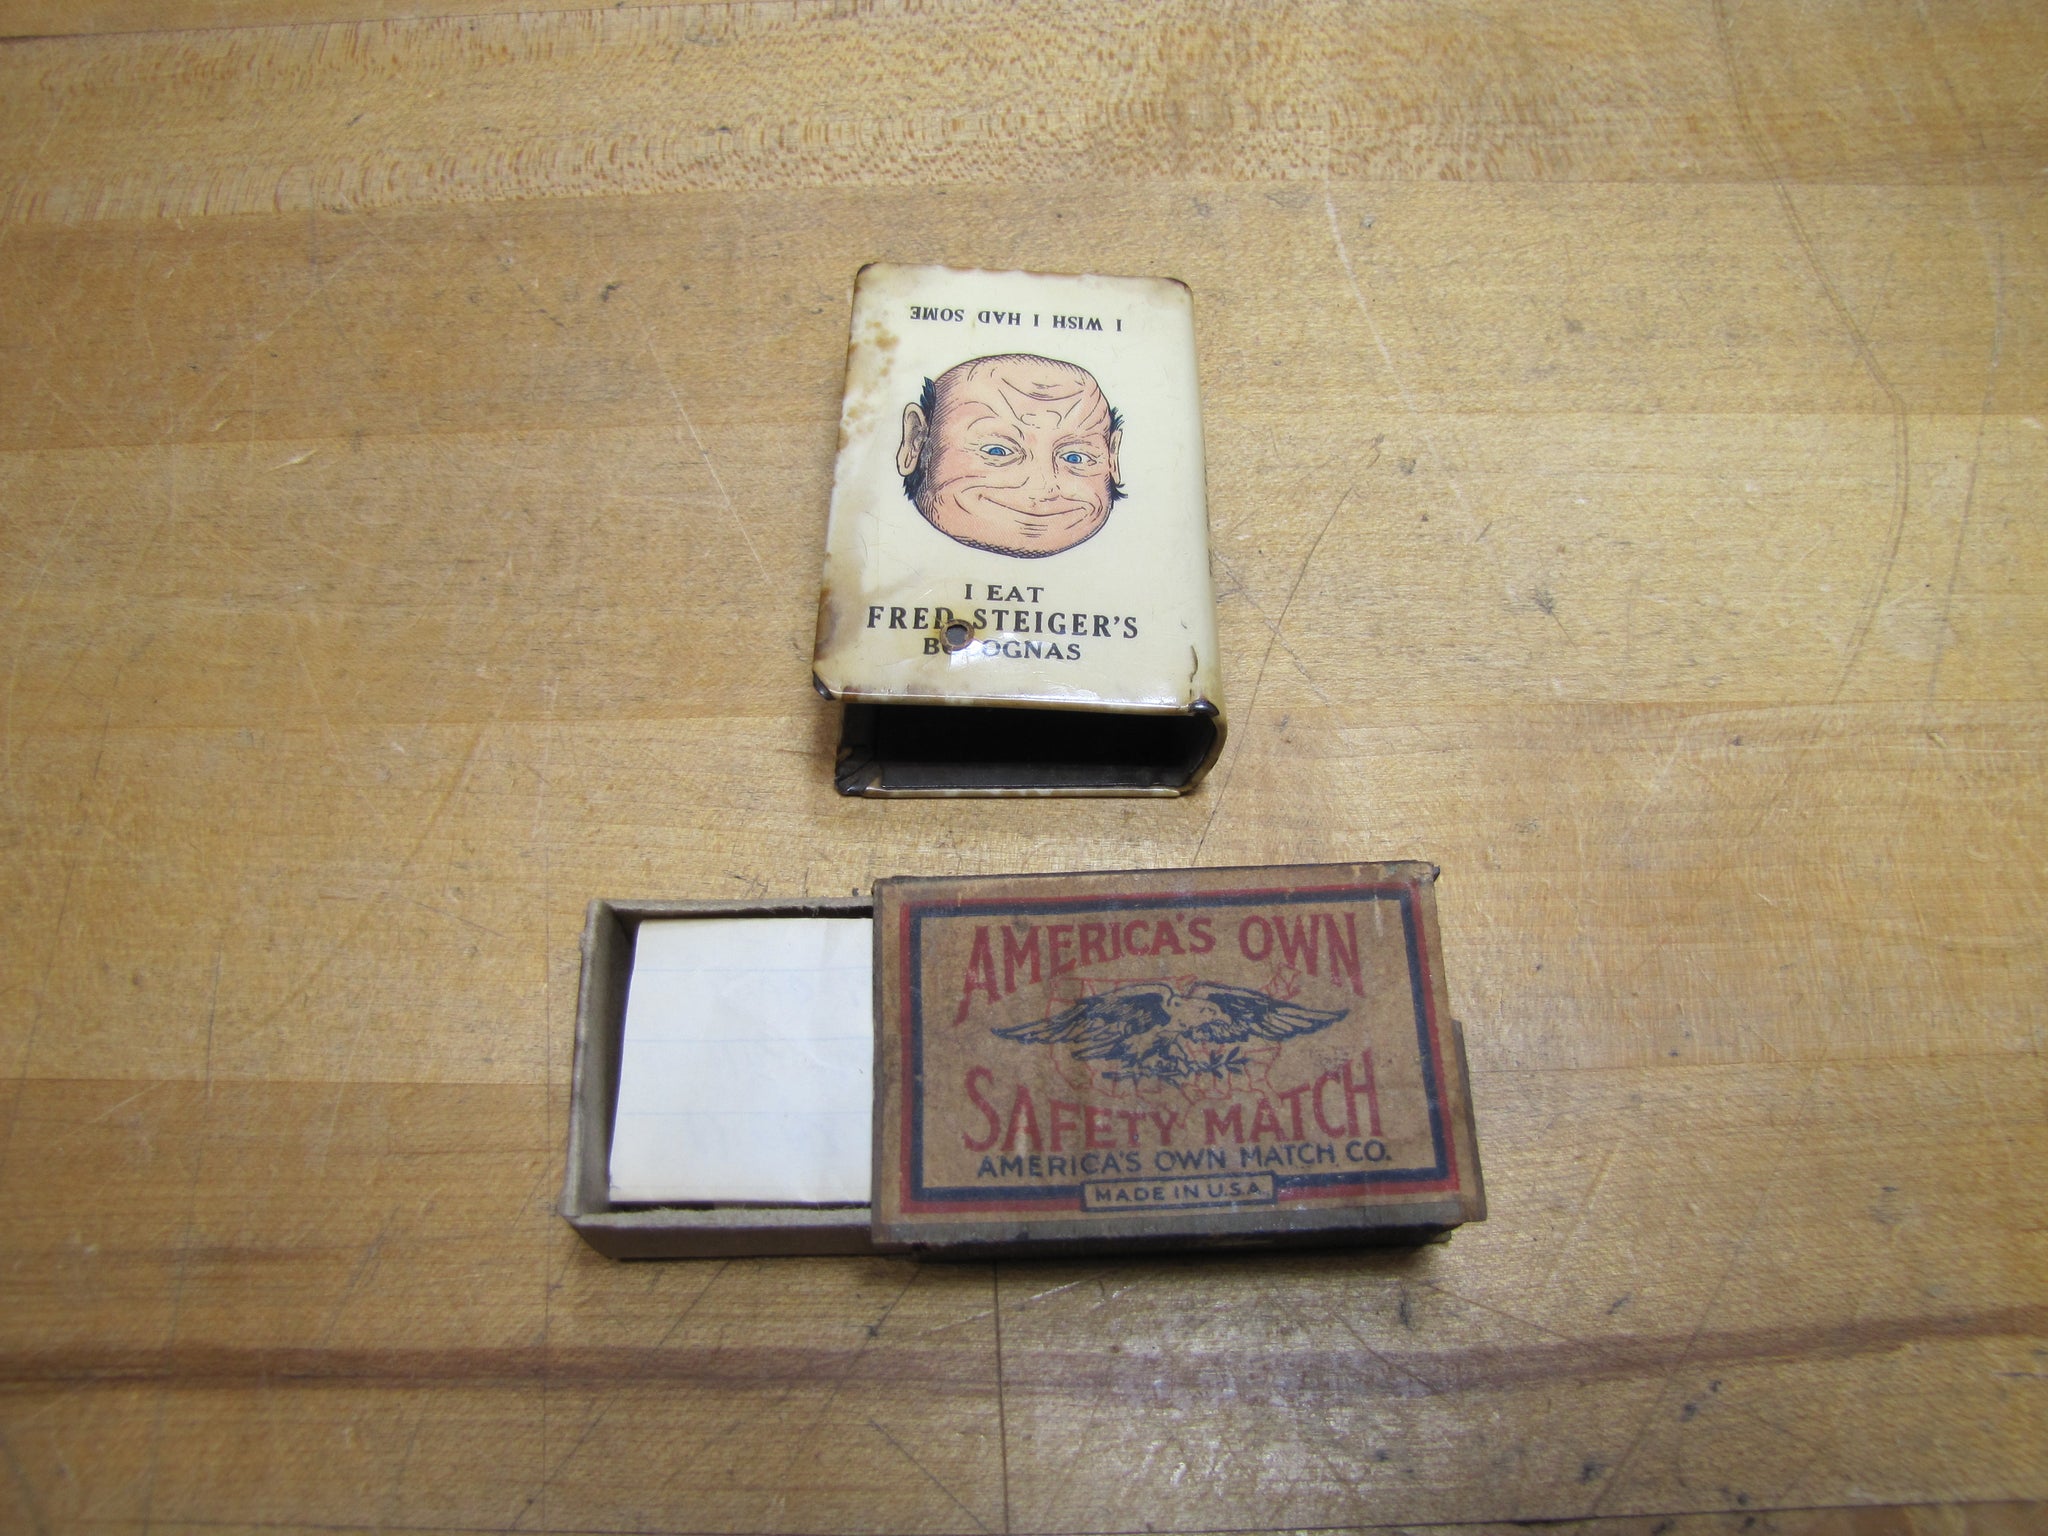 I WISH I HAD SOME
I EAT
FRED STEIGER'S
BOLOGNAS
AMERICA'S OWN
SAFETY MATCH
AMERICA'S OWN MATCH CO.
MADE IN U.S.A.